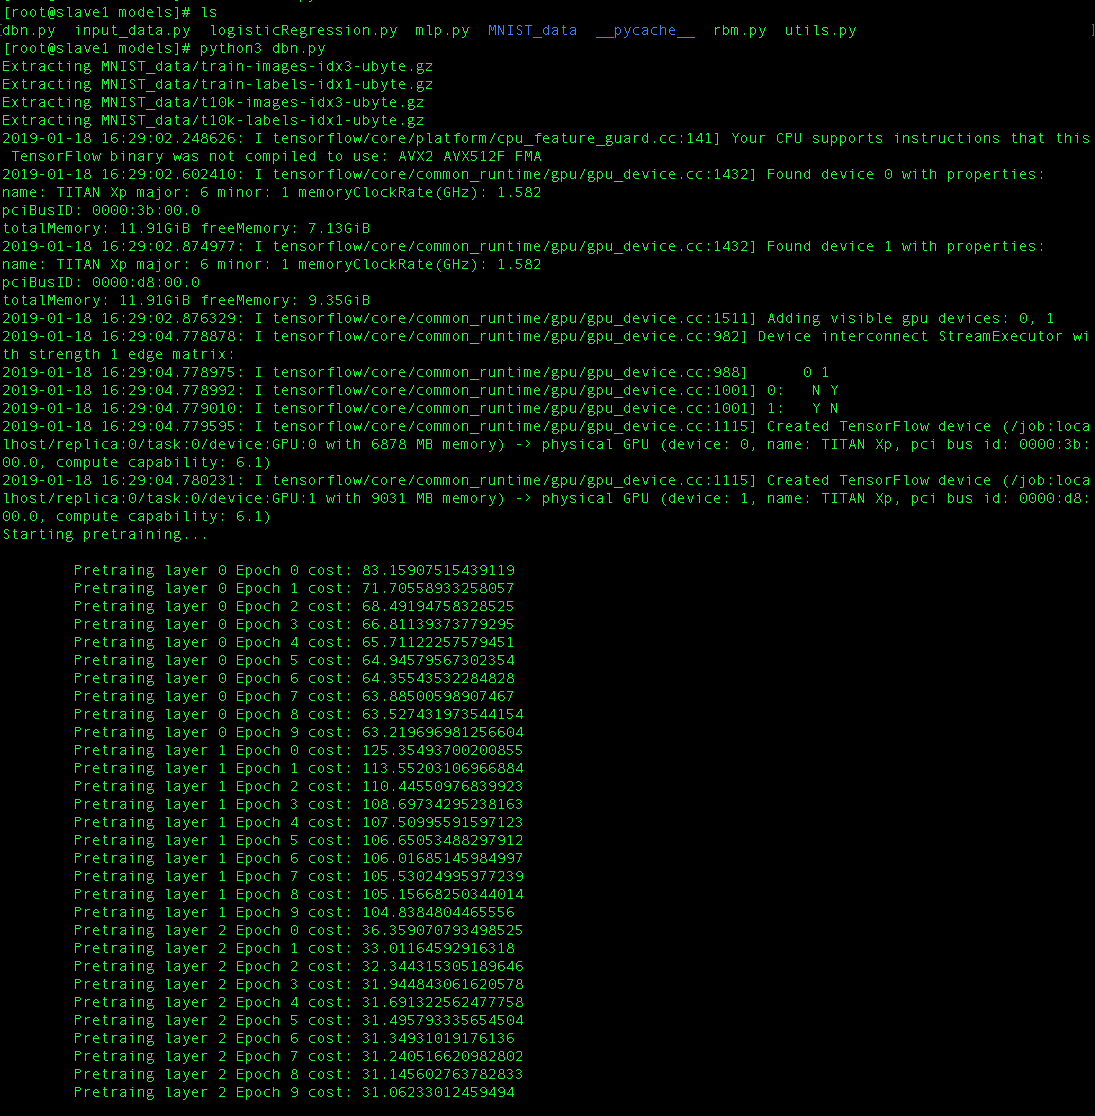 [root@slave1 models]# ls
dbn.py  input_data.py  logisticRegression.py  mlp.py  MNIST_data  __pycache__  rbm.py  utils.py
[root@slave1 models]# python3 dbn.py
Extracting MNIST_data/train-images-idx3-ubyte.gz
Extracting MNIST_data/train-labels-idx1-ubyte.gz
Extracting MNIST_data/t10k-images-idx3-ubyte.gz
Extracting MNIST_data/t10k-labels-idx1-ubyte.gz
2019-01-18 16:29:02.248626: I tensorflow/core/platform/cpu_feature_guard.cc:141] Your CPU supports instructions that this
 TensorFlow binary was not compiled to use: AVX2 AVX512F FMA
2019-01-18 16:29:02.602410: I tensorflow/core/common_runtime/gpu/gpu_device.cc:1432] Found device 0 with properties:
name: TITAN Xp major: 6 minor: 1 memoryClockRate(GHz): 1.582
pciBusID: 0000:3b:00.0
totalMemory: 11.91GiB freeMemory: 7.13GiB
2019-01-18 16:29:02.874977: I tensorflow/core/common_runtime/gpu/gpu_device.cc:1432] Found device 1 with properties:
name: TITAN Xp major: 6 minor: 1 memoryClockRate(GHz): 1.582
pciBusID: 0000:d8:00.0
totalMemory: 11.91GiB freeMemory: 9.35GiB
2019-01-18 16:29:02.876329: I tensorflow/core/common_runtime/gpu/gpu_device.cc:1511] Adding visible gpu devices: 0, 1
2019-01-18 16:29:04.778878: I tensorflow/core/common_runtime/gpu/gpu_device.cc:982] Device interconnect StreamExecutor wi
th strength 1 edge matrix:
2019-01-18 16:29:04.778975: I tensorflow/core/common_runtime/gpu/gpu_device.cc:988]      0 1
2019-01-18 16:29:04.778992: I tensorflow/core/common_runtime/gpu/gpu_device.cc:1001] 0:   N Y
2019-01-18 16:29:04.779010: I tensorflow/core/common_runtime/gpu/gpu_device.cc:1001] 1:   Y N
2019-01-18 16:29:04.779595: I tensorflow/core/common_runtime/gpu/gpu_device.cc:1115] Created TensorFlow device (/job:loca
lhost/replica:0/task:0/device:GPU:0 with 6878 MB memory) -> physical GPU (device: 0, name: TITAN Xp, pci bus id: 0000:3b:
00.0, compute capability: 6.1)
2019-01-18 16:29:04.780231: I tensorflow/core/common_runtime/gpu/gpu_device.cc:1115] Created TensorFlow device (/job:loca
lhost/replica:0/task:0/device:GPU:1 with 9031 MB memory) -> physical GPU (device: 1, name: TITAN Xp, pci bus id: 0000:d8:
00.0, compute capability: 6.1)
Starting pretraining...
Pretraing layer 0 Epoch 0 cost: 83.15907515439119
Pretraing layer 0 Epoch 1 cost: 71.70558933258057
Pretraing layer 0 Epoch 2 cost: 68.49194758328525
Pretraing layer 0 Epoch 3 cost: 66.81139373779295
Pretraing layer 0 Epoch 4 cost: 65.71122257579451
Pretraing layer 0 Epoch 5 cost: 64.94579567302354
Pretraing layer 0 Epoch 6 cost: 64.35543532284828
Pretraing layer 0 Epoch 7 cost: 63.88500598907467
Pretraing layer 0 Epoch 8 cost: 63.527431973544154
Pretraing layer 0 Epoch 9 cost: 63.219696981256604
Pretraing layer 1 Epoch 0 cost: 125.35493700200855
Pretraing layer 1 Epoch 1 cost: 113.55203106966884
Pretraing layer 1 Epoch 2 cost: 110.44550976839923
Pretraing layer 1 Epoch 3 cost: 108.69734295238163
Pretraing layer 1 Epoch 4 cost: 107.50995591597123
Pretraing layer 1 Epoch 5 cost: 106.65053488297912
Pretraing layer 1 Epoch 6 cost: 106.01685145984997
Pretraing layer 1 Epoch 7 cost: 105.53024995977239
Pretraing layer 1 Epoch 8 cost: 105.15668250344014
Pretraing layer 1 Epoch 9 cost: 104.8384804465556
Pretraing layer 2 Epoch 0 cost: 36.359070793498525
Pretraing layer 2 Epoch 1 cost: 33.01164592916318
Pretraing layer 2 Epoch 2 cost: 32.344315305189646
Pretraing layer 2 Epoch 3 cost: 31.944843061620578
Pretraing layer 2 Epoch 4 cost: 31.691322562477758
Pretraing layer 2 Epoch 5 cost: 31.495793335654504
Pretraing layer 2 Epoch 6 cost: 31.34931019176136
Pretraing layer 2 Epoch 7 cost: 31.240516620982802
Pretraing layer 2 Epoch 8 cost: 31.145602763782833
Pretraing layer 2 Epoch 9 cost: 31.06233012459494